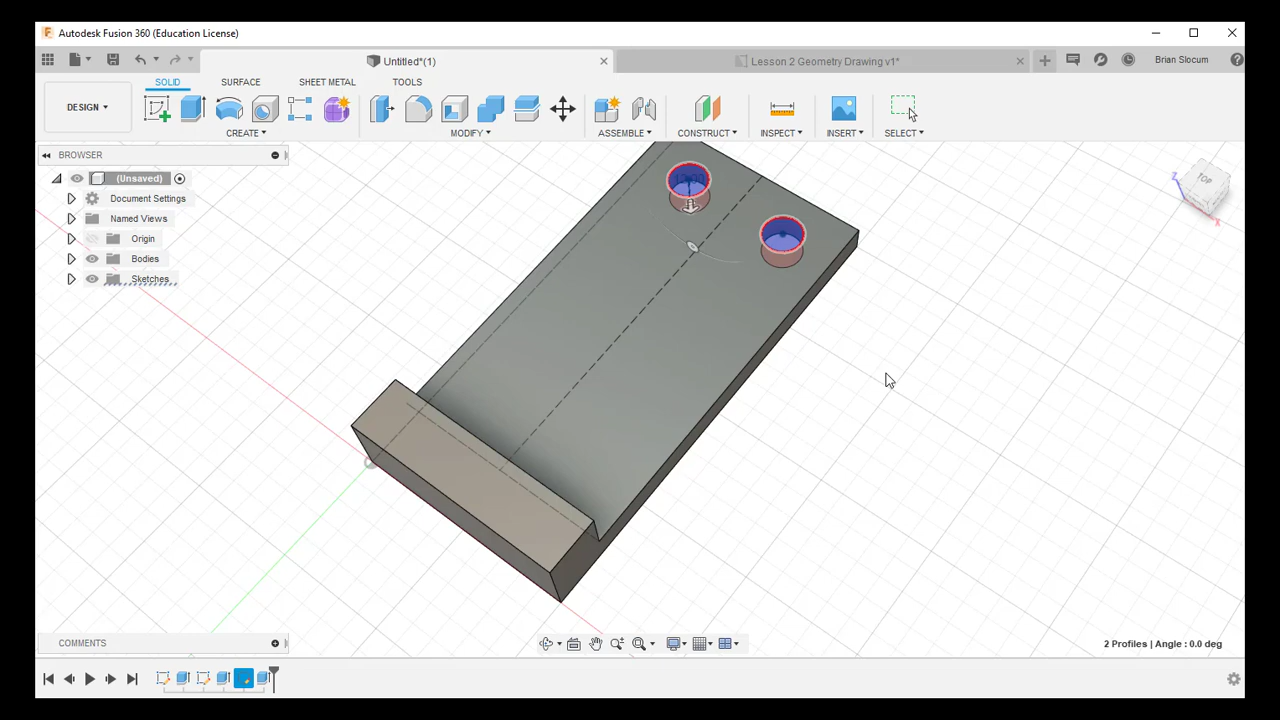 Autodesk Fusion 360 (Education License)
Untitled*(1)
Lesson 2 Geometry Drawing v1*
Brian Slocum
DESIGN
SOLID
SURFACE
SHEET METAL
TOOLS
CREATE
MODIFY
ASSEMBLE
CONSTRUCT
INSPECT
INSERT
SELECT
BROWSER
(Unsaved)
Document Settings
Named Views
Origin
Bodies
Sketches
TOP
Z
X
COMMENTS
2 Profiles | Angle : 0.0 deg